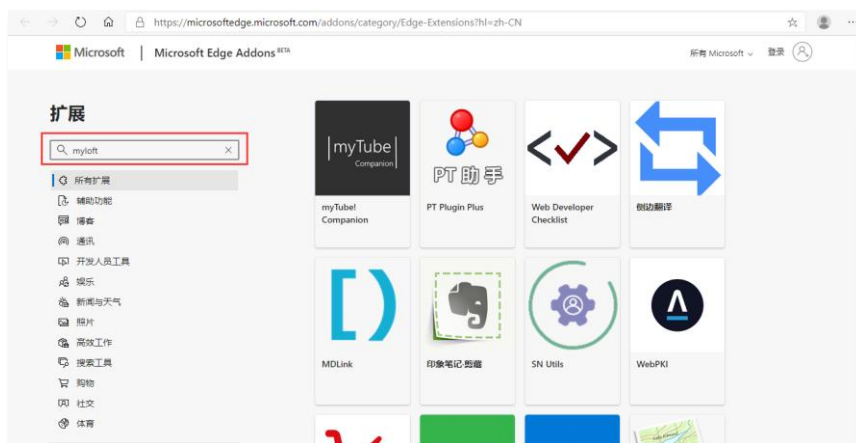 https://microsoftedge.microsoft.com/addons/category/Edge-Extensions?hl=zh-CN
Microsoft | Microsoft Edge Addons BETA
所有 Microsoft
登录
扩展
myloft
所有扩展
辅助功能
博客
通讯
开发人员工具
娱乐
新闻与天气
照片
高效工作
搜索工具
购物
社交
体育
|myTube|
Companion
PT 助手
myTube!
Companion
PT Plugin Plus
Web Developer
Checklist
侧边翻译
MDLink
印象笔记·剪藏
SN Utils
WebPKI